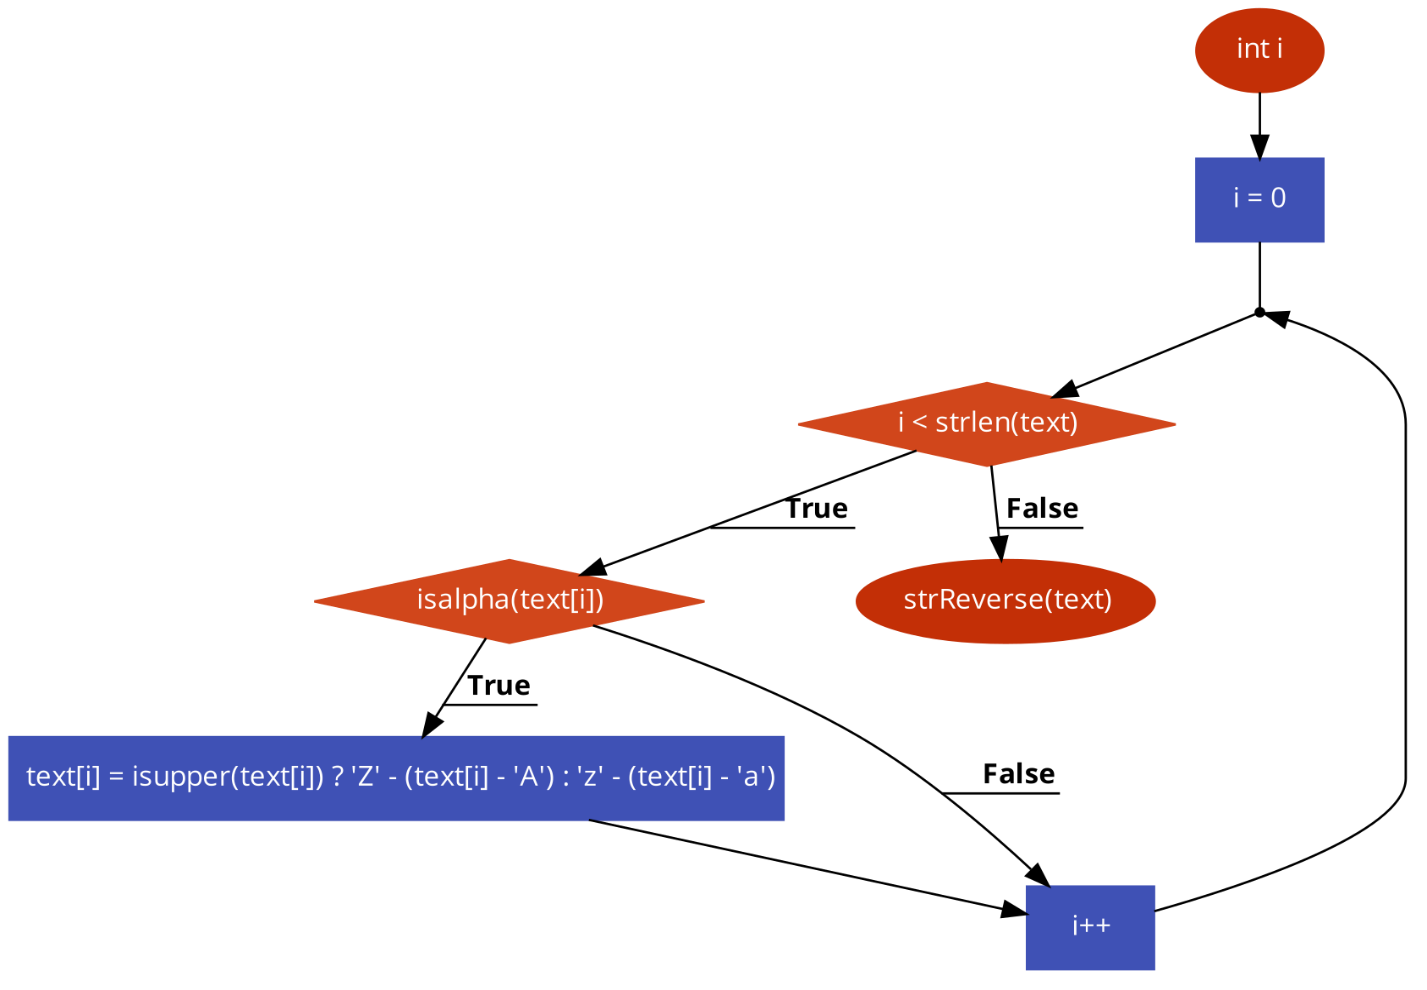 int i
i = 0
i < strlen(text)
True
False
isalpha(text[i])
strReverse(text)
True
text[i] = isupper(text[i]) ? 'Z' - (text[i] - 'A') : 'z' - (text[i] - 'a')
False
i++